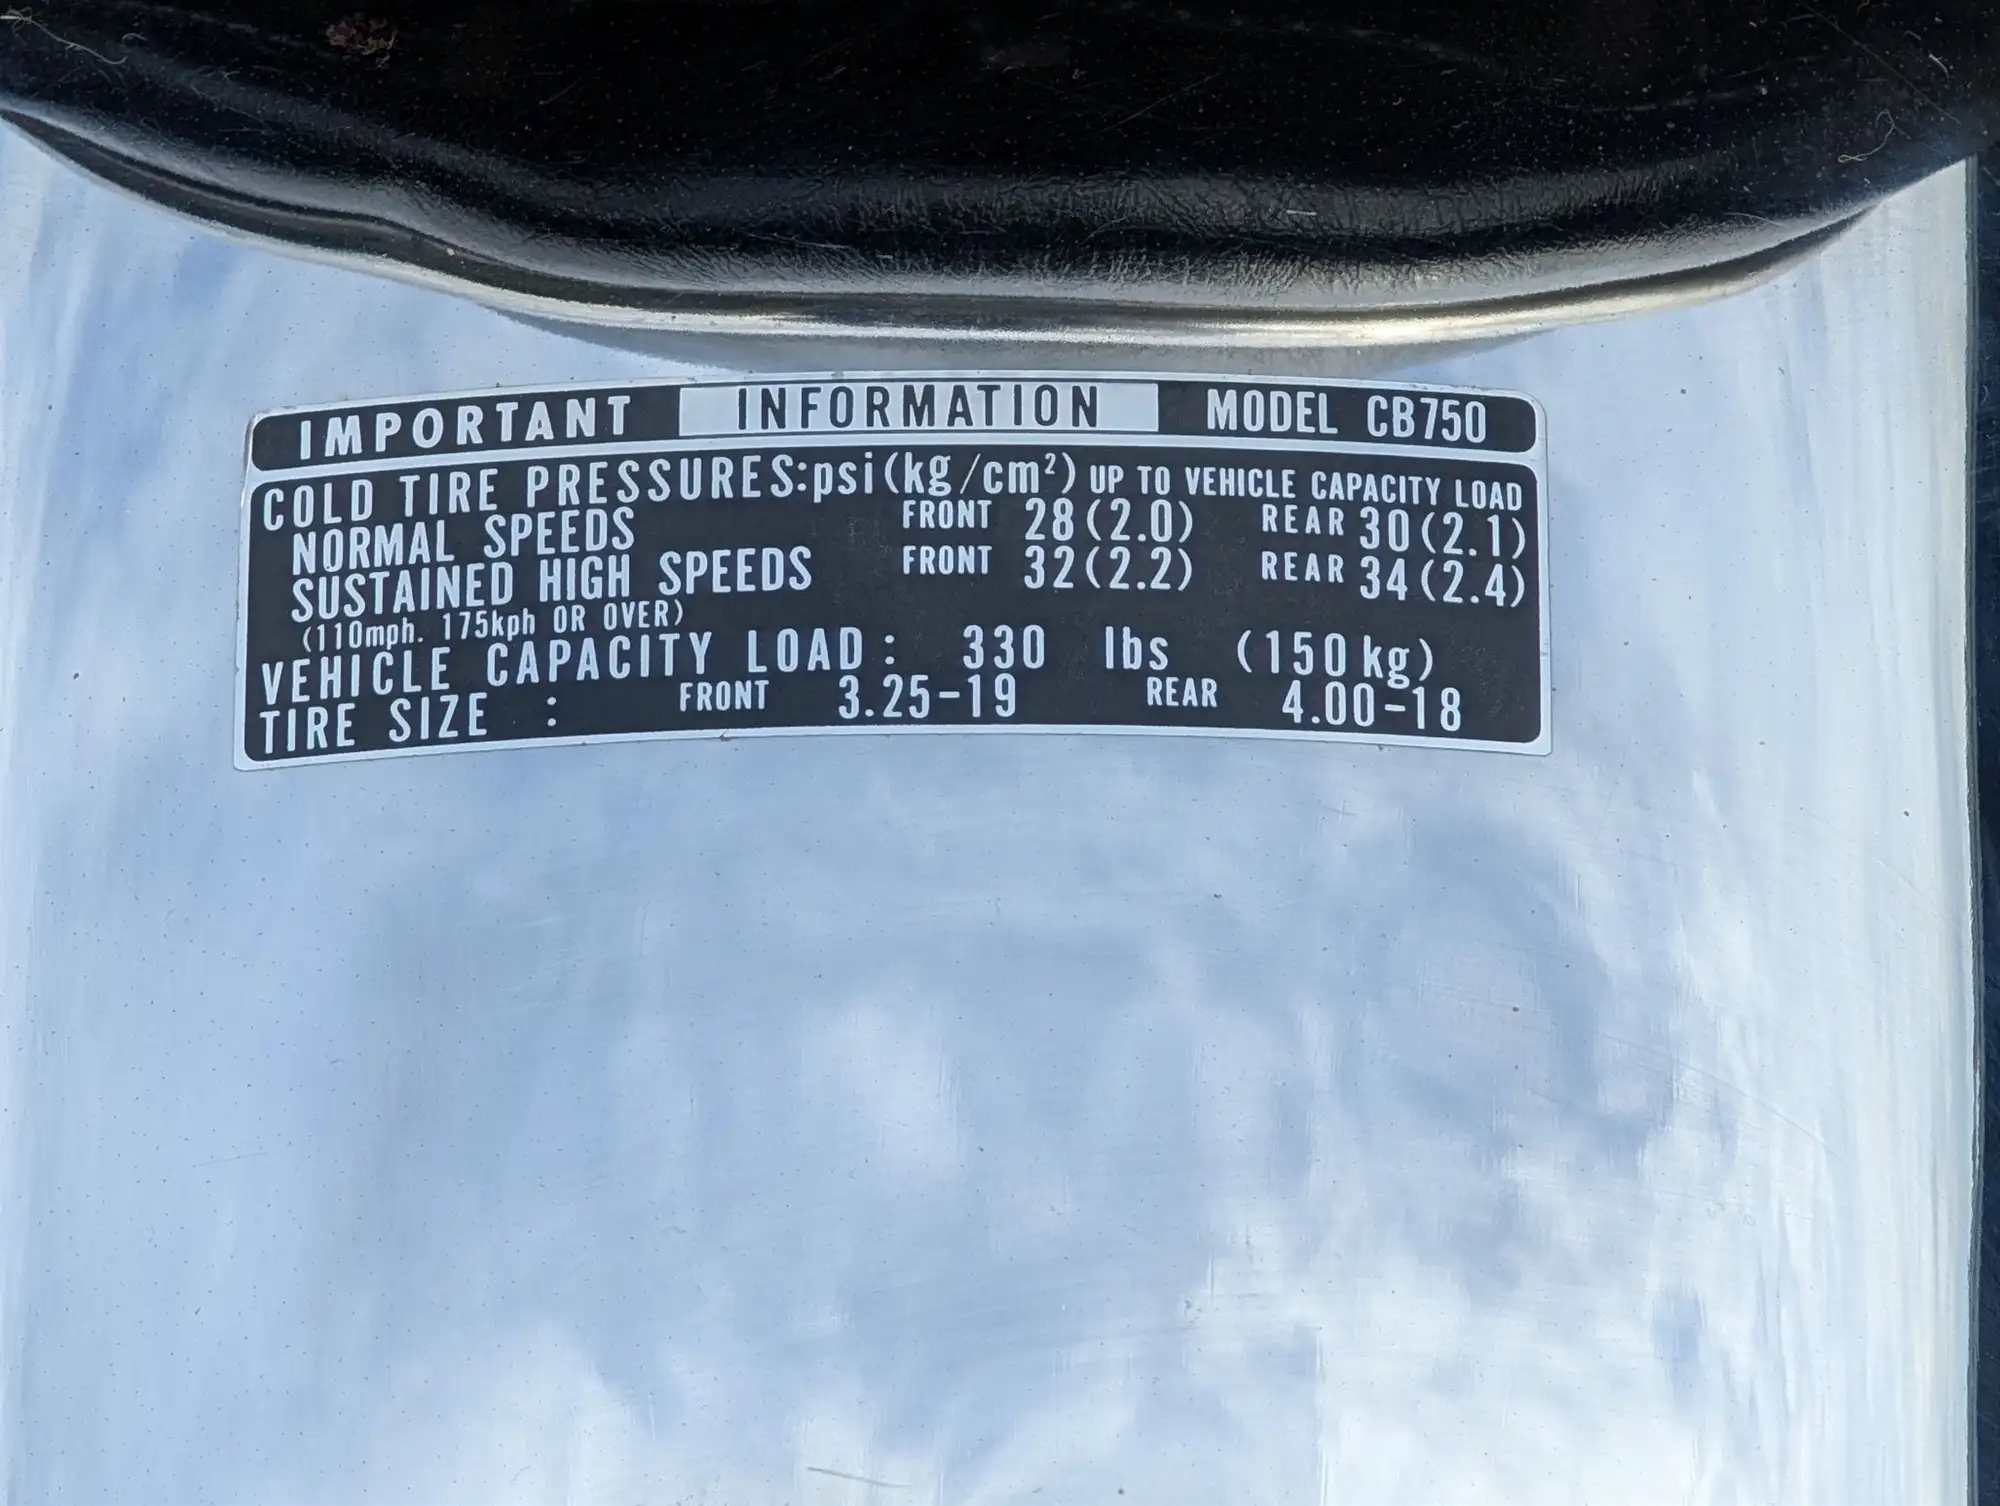 IMPORTANT INFORMATION MODEL CB750
COLD TIRE PRESSURES:psi(kg/cm²) UP TO VEHICLE CAPACITY LOAD
NORMAL SPEEDS FRONT 28(2.0) REAR 30(2.1)
SUSTAINED HIGH SPEEDS FRONT 32(2.2) REAR 34(2.4)
(110mph. 175kph OR OVER)
VEHICLE CAPACITY LOAD: 330 lbs (150kg)
TIRE SIZE : FRONT 3.25-19 REAR 4.00-18